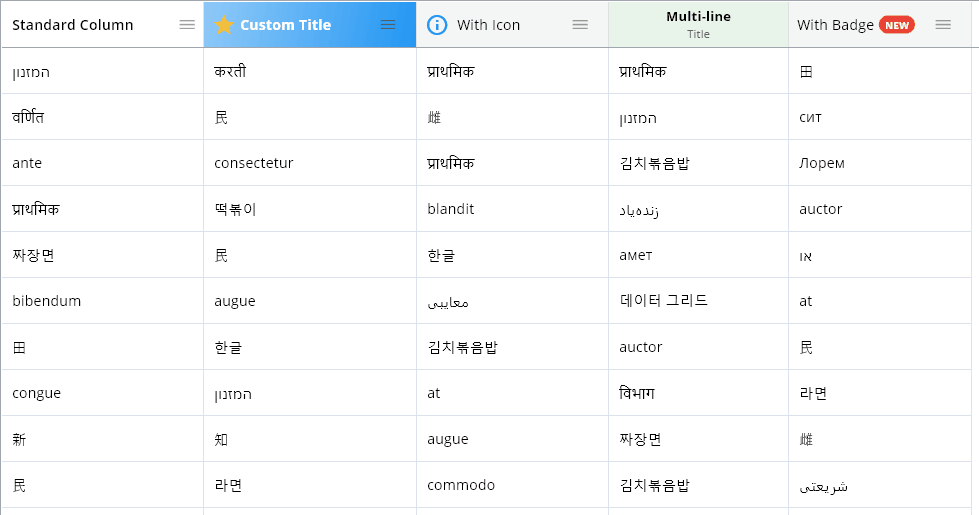 Standard Column
Custom Title
With Icon
Multi-line
Title
With Badge NEW
המזנון
करती
प्राथमिक
प्राथमिक
田
वर्णित
民
雌
המזנון
сит
ante
consectetur
प्राथमिक
김치볶음밥
Лорем
प्राथमिक
떡볶이
blandit
زنده‌یاد
auctor
짜장면
民
한글
амет
או
bibendum
augue
معایبی
데이터 그리드
at
田
한글
김치볶음밥
auctor
民
congue
המזנון
at
विभाग
라면
新
知
augue
짜장면
雌
民
라면
commodo
김치볶음밥
شریعتی